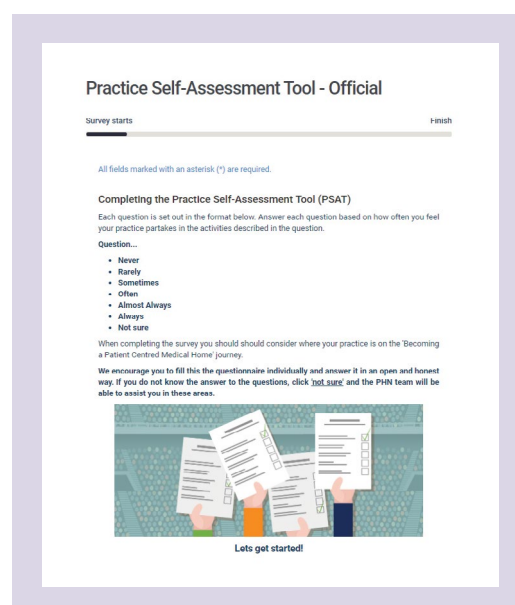 Practice Self-Assessment Tool - Official
Survey starts
Finish
All fields marked with an asterisk (*) are required.
Completing the Practice Self-Assessment Tool (PSAT)
Each question is set out in the format below. Answer each question based on how often you feel
your practice partakes in the activities described in the question.
Question...
• Never
• Rarely
• Sometimes
• Often
• Almost Always
• Always
• Not sure
When completing the survey you should should consider where your practice is on the 'Becoming
a Patient Centred Medical Home' journey.
We encourage you to fill this the questionnaire individually and answer it in an open and honest
way. If you do not know the answer to the questions, click 'not sure' and the PHN team will be
able to assist you in these areas.
Lets get started!